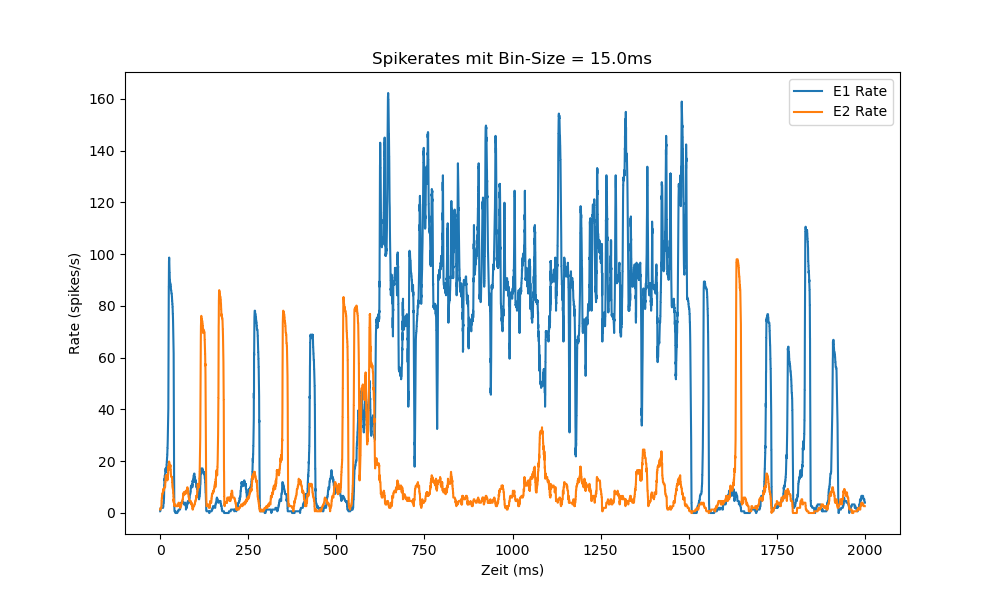 Spikerates mit Bin-Size = 15.0ms
E1 Rate
E2 Rate
160
140
120
100
80
60
40
20
0
Rate (spikes/s)
0 250 500 750 1000 1250 1500 1750 2000
Zeit (ms)